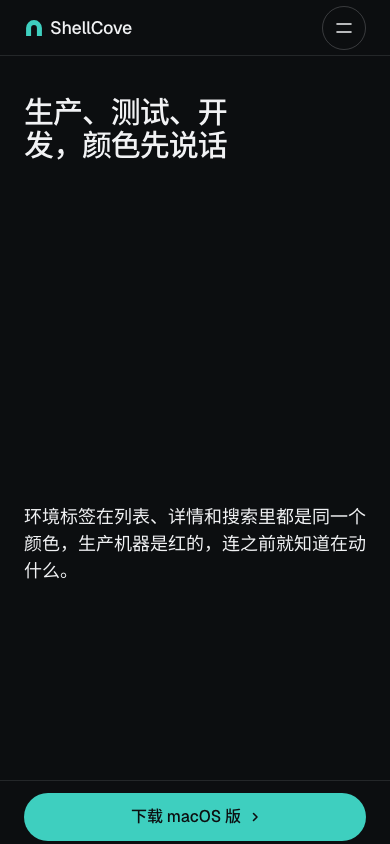 ShellCove
生产、测试、开
发，颜色先说话
环境标签在列表、详情和搜索里都是同一个
颜色，生产机器是红的，连之前就知道在动
什么。
下载 macOS 版